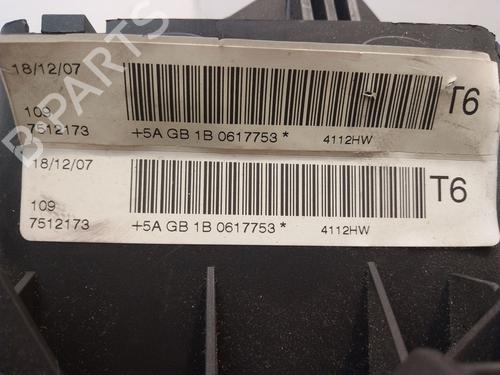 18/12/07
T6
109
7512173
+5A GB 1B 0617753 *
4112HW
18/12/07
T6
109
7512173
+5A GB 1B 0617753 *
4112HW
B PARTS